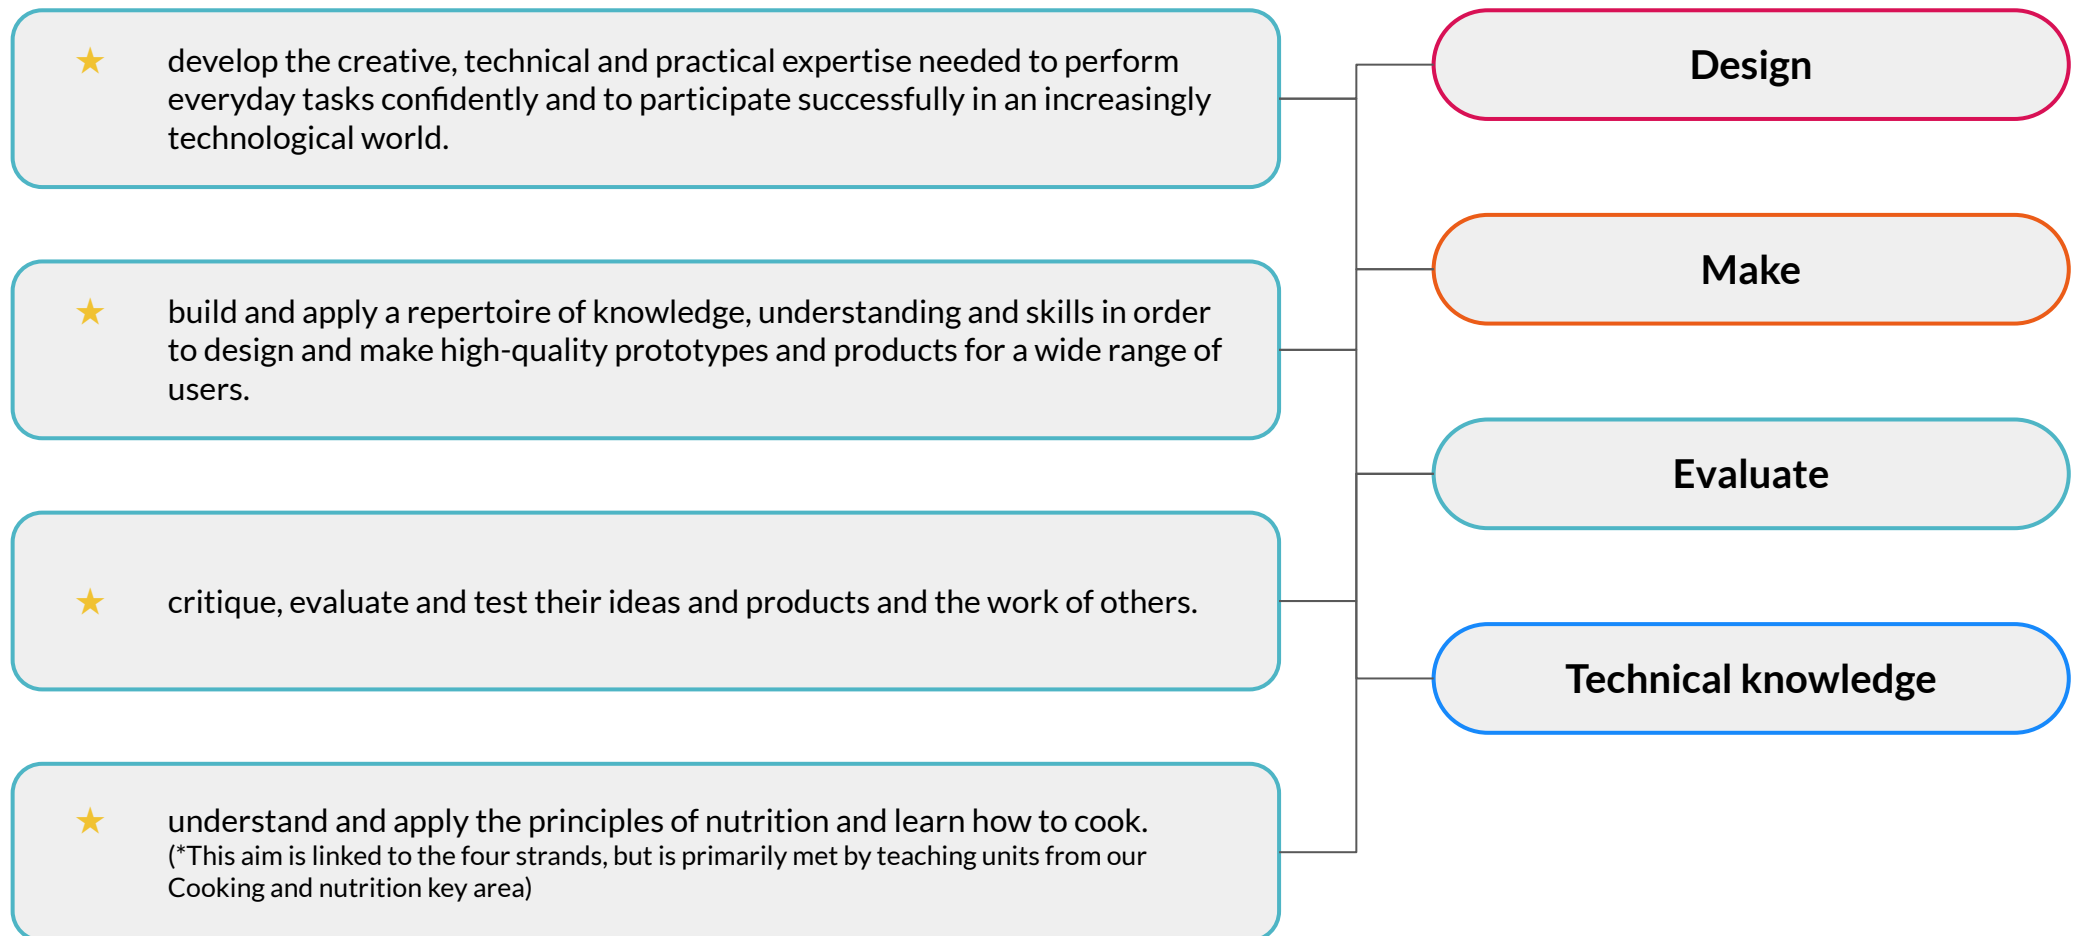 develop the creative, technical and practical expertise needed to perform
everyday tasks confidently and to participate successfully in an increasingly
technological world.
build and apply a repertoire of knowledge, understanding and skills in order
to design and make high-quality prototypes and products for a wide range of
users.
critique, evaluate and test their ideas and products and the work of others.
understand and apply the principles of nutrition and learn how to cook.
(*This aim is linked to the four strands, but is primarily met by teaching units from our
Cooking and nutrition key area)
Design
Make
Evaluate
Technical knowledge